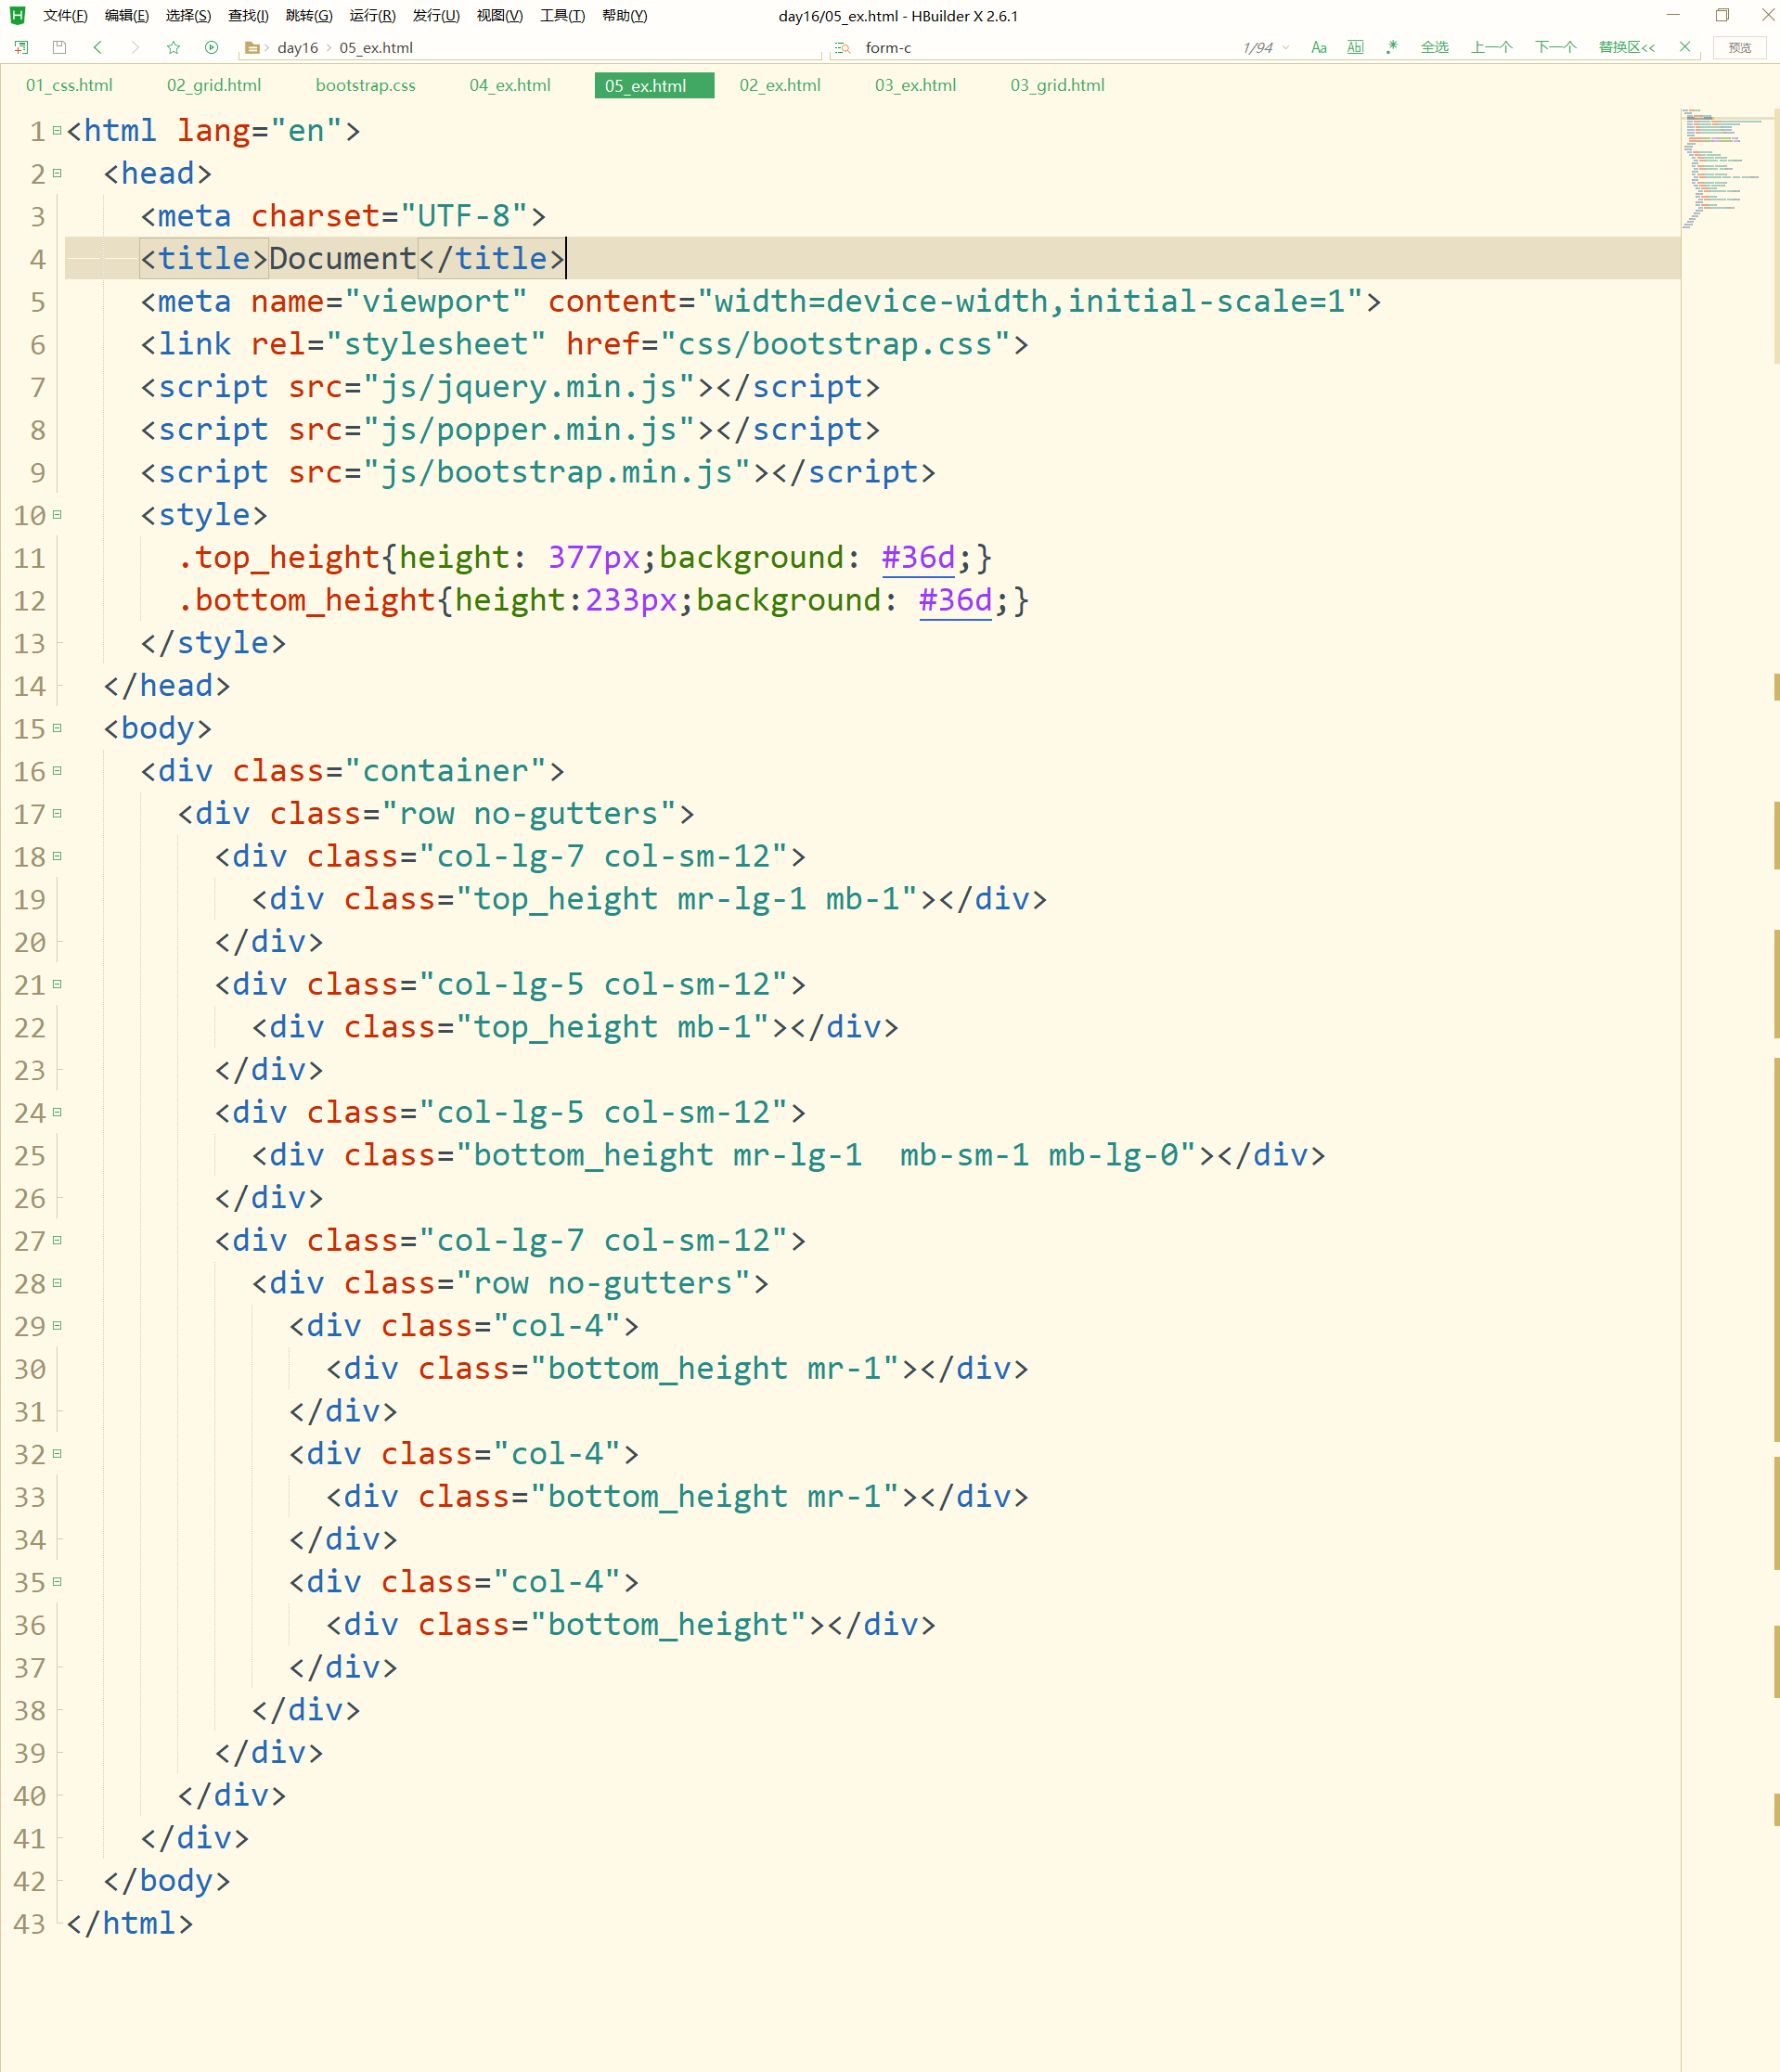 文件(F) 编辑(E) 选择(S) 查找(I) 跳转(G) 运行(R) 发行(U) 视图(V) 工具(T) 帮助(Y) day16/05_ex.html - HBuilder X 2.6.1
day16 05_ex.html form-c 1/94 Aa Ab| .* 全选 上一个 下一个 替换区<< 预览
01_css.html 02_grid.html bootstrap.css 04_ex.html 05_ex.html 02_ex.html 03_ex.html 03_grid.html
1 <html lang="en">
2 <head>
3 <meta charset="UTF-8">
4 <title>Document</title>
5 <meta name="viewport" content="width=device-width,initial-scale=1">
6 <link rel="stylesheet" href="css/bootstrap.css">
7 <script src="js/jquery.min.js"></script>
8 <script src="js/popper.min.js"></script>
9 <script src="js/bootstrap.min.js"></script>
10 <style>
11 .top_height{height: 377px;background: #36d;}
12 .bottom_height{height:233px;background: #36d;}
13 </style>
14 </head>
15 <body>
16 <div class="container">
17 <div class="row no-gutters">
18 <div class="col-lg-7 col-sm-12">
19 <div class="top_height mr-lg-1 mb-1"></div>
20 </div>
21 <div class="col-lg-5 col-sm-12">
22 <div class="top_height mb-1"></div>
23 </div>
24 <div class="col-lg-5 col-sm-12">
25 <div class="bottom_height mr-lg-1  mb-sm-1 mb-lg-0"></div>
26 </div>
27 <div class="col-lg-7 col-sm-12">
28 <div class="row no-gutters">
29 <div class="col-4">
30 <div class="bottom_height mr-1"></div>
31 </div>
32 <div class="col-4">
33 <div class="bottom_height mr-1"></div>
34 </div>
35 <div class="col-4">
36 <div class="bottom_height"></div>
37 </div>
38 </div>
39 </div>
40 </div>
41 </div>
42 </body>
43 </html>